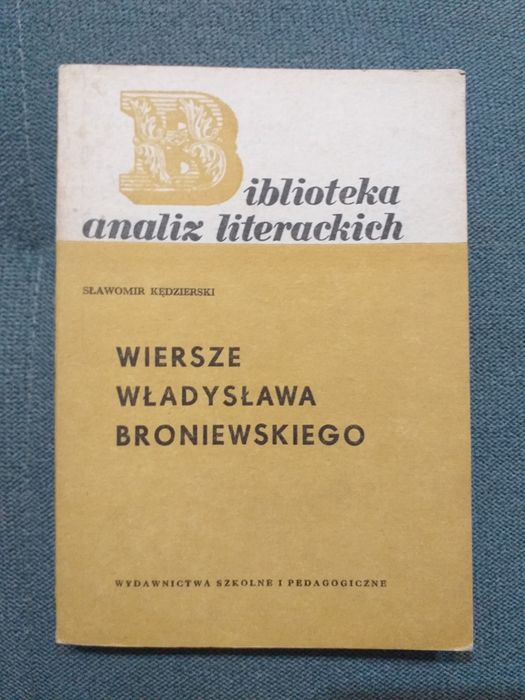 Biblioteka
analiz literackich
SŁAWOMIR KĘDZIERSKI
WIERSZE
WŁADYSŁAWA
BRONIEWSKIEGO
WYDAWNICTWA SZKOLNE I PEDAGOGICZNE